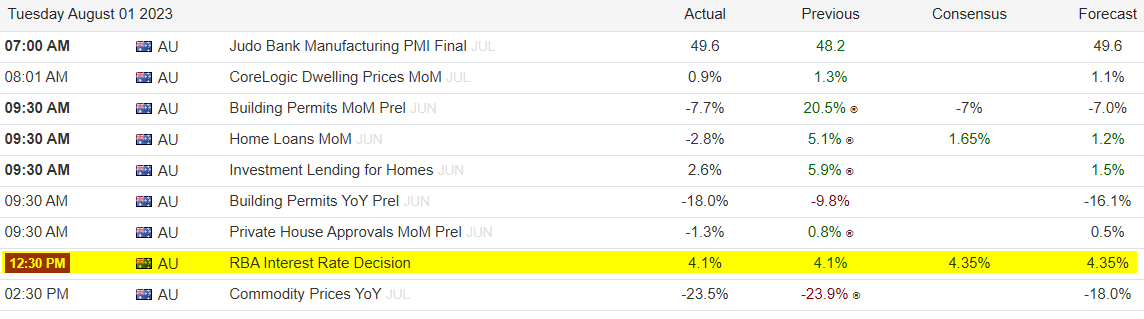 Tuesday August 01 2023 Actual Previous Consensus Forecast
07:00 AM AU Judo Bank Manufacturing PMI Final JUL 49.6 48.2 49.6
08:01 AM AU CoreLogic Dwelling Prices MoM JUL 0.9% 1.3% 1.1%
09:30 AM AU Building Permits MoM Prel JUN -7.7% 20.5% ® -7% -7.0%
09:30 AM AU Home Loans MoM JUN -2.8% 5.1% ® 1.65% 1.2%
09:30 AM AU Investment Lending for Homes JUN 2.6% 5.9% ® 1.5%
09:30 AM AU Building Permits YoY Prel JUN -18.0% -9.8% -16.1%
09:30 AM AU Private House Approvals MoM Prel JUN -1.3% 0.8% ® 0.5%
12:30 PM AU RBA Interest Rate Decision 4.1% 4.1% 4.35% 4.35%
02:30 PM AU Commodity Prices YoY JUL -23.5% -23.9% ® -18.0%